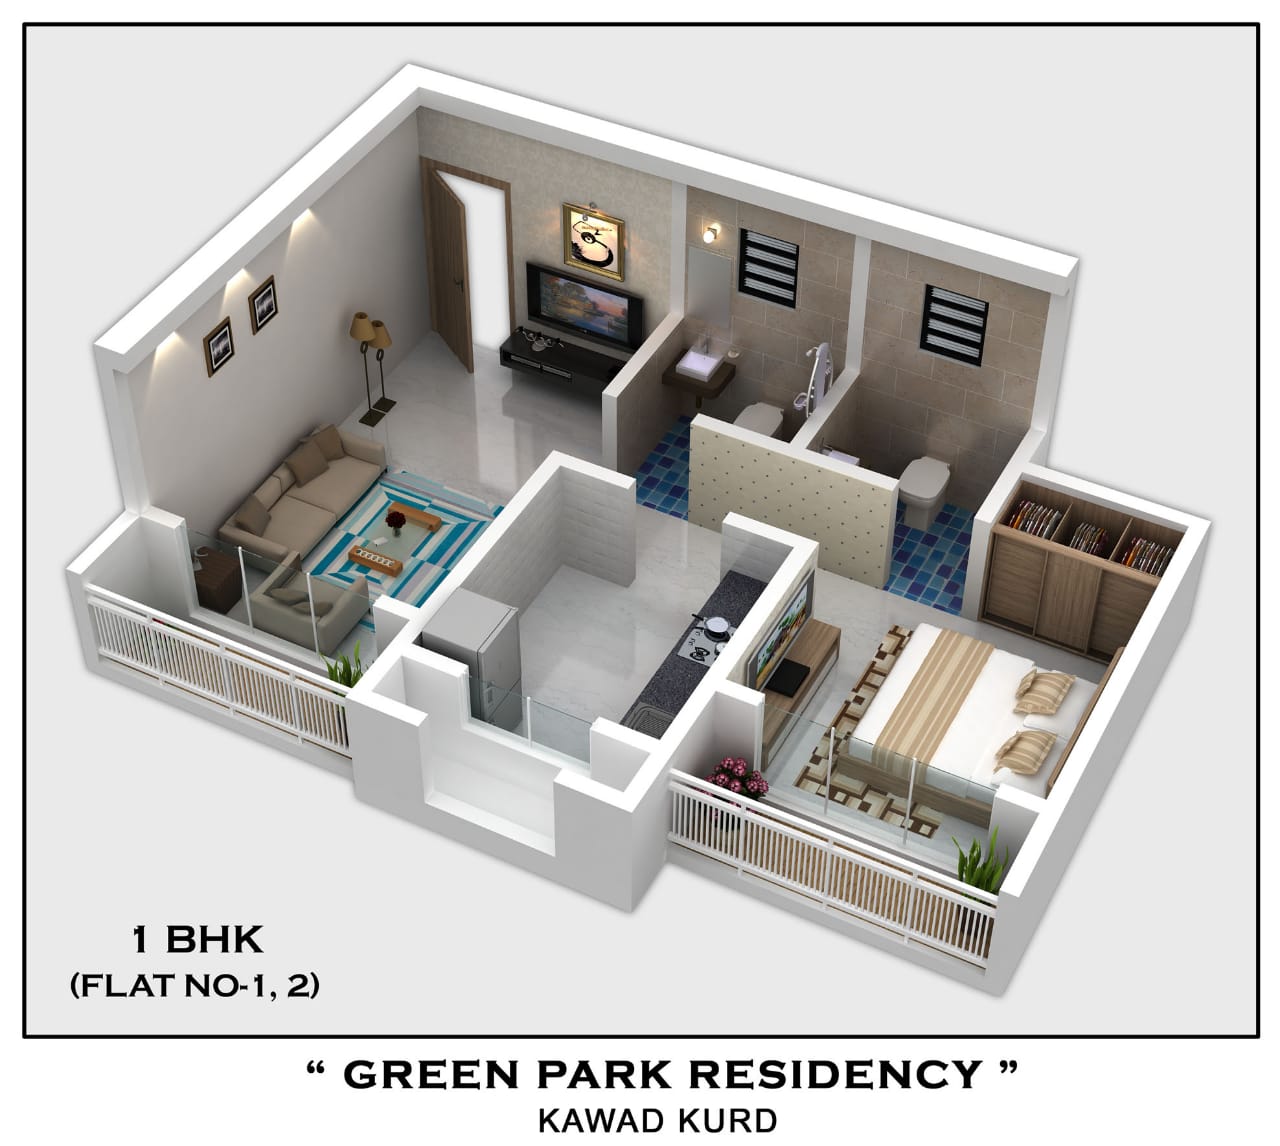 1 BHK
(FLAT NO-1, 2)
“ GREEN PARK RESIDENCY ”
KAWAD KURD